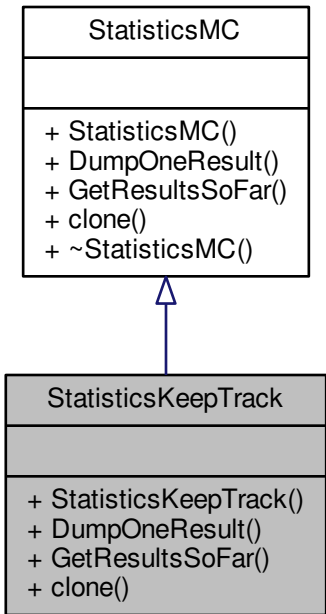 StatisticsMC
+ StatisticsMC()
+ DumpOneResult()
+ GetResultsSoFar()
+ clone()
+ ~StatisticsMC()
StatisticsKeepTrack
+ StatisticsKeepTrack()
+ DumpOneResult()
+ GetResultsSoFar()
+ clone()